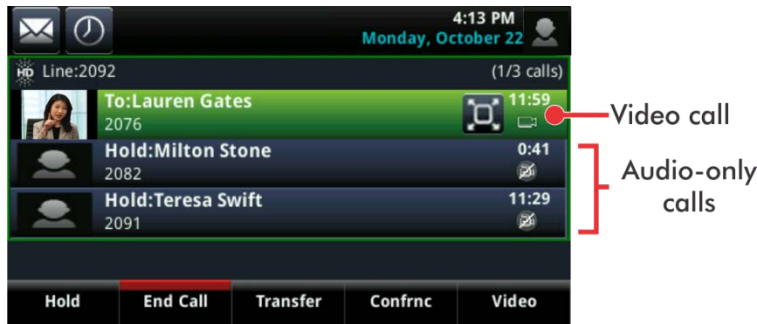 4:13 PM
Monday, October 22
HD Line:2092 (1/3 calls)
To:Lauren Gates 11:59
2076
Video call
Hold:Milton Stone 0:41
2082
Hold:Teresa Swift 11:29
2091
Audio-only
calls
Hold End Call Transfer Confrnc Video